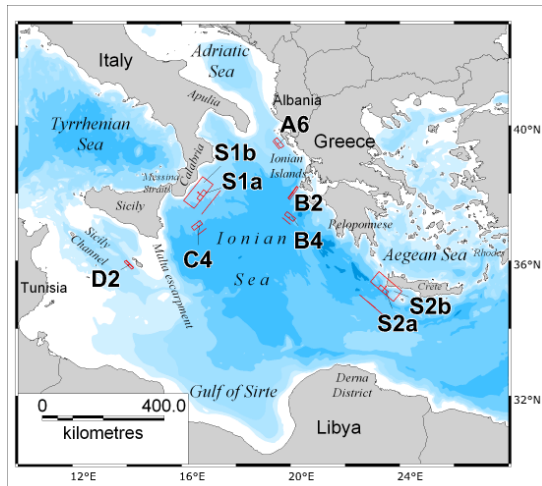 Italy
Adriatic
Sea
Apulia
Albania
A6
40°N
Tyrrhenian
Sea
Greece
S1b
Calabria
Ionian
Islands
Messina
Strait
S1a
B2
Sicily
Peloponnese
Ionian
Sea
B4
Aegean Sea
Sicily
Channel
C4
Rhodes
36°N
D2
Malta escarpment
Tunisia
Crete
S2b
S2a
Gulf of Sirte
Derna
District
0
400.0
kilometres
32°N
Libya
12°E
16°E
20°E
24°E